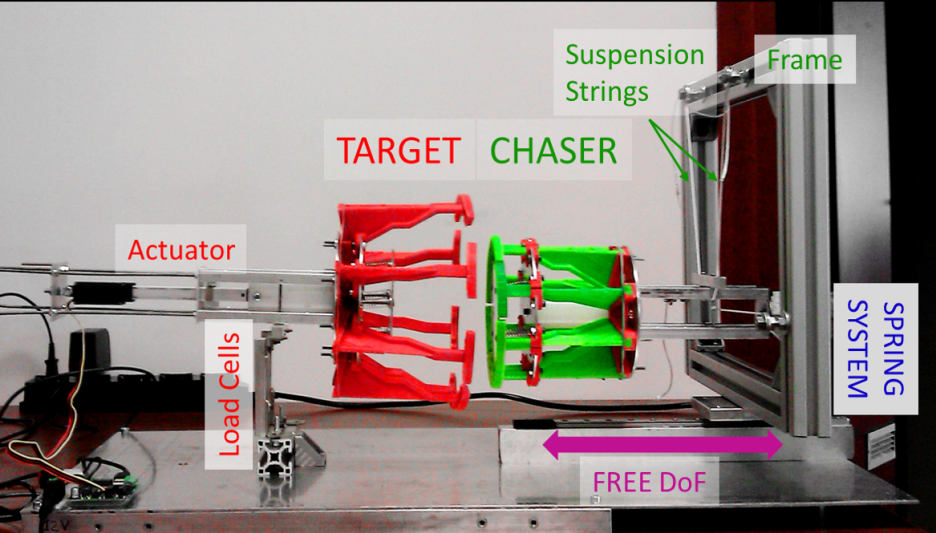 Suspension
Strings
Frame
TARGET
CHASER
Actuator
Load Cells
SPRING
SYSTEM
FREE DoF
12V